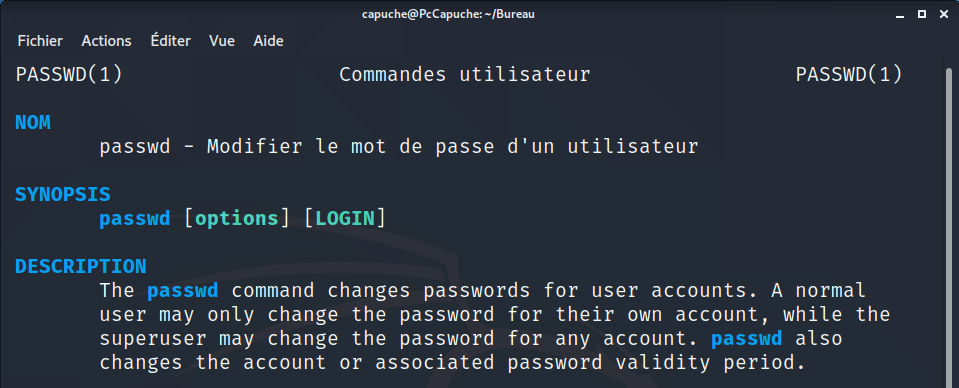 capuche@PcCapuche: ~/Bureau
Fichier Actions Éditer Vue Aide
PASSWD(1) Commandes utilisateur PASSWD(1)
NOM
passwd - Modifier le mot de passe d'un utilisateur
SYNOPSIS
passwd [options] [LOGIN]
DESCRIPTION
The passwd command changes passwords for user accounts. A normal
user may only change the password for their own account, while the
superuser may change the password for any account. passwd also
changes the account or associated password validity period.